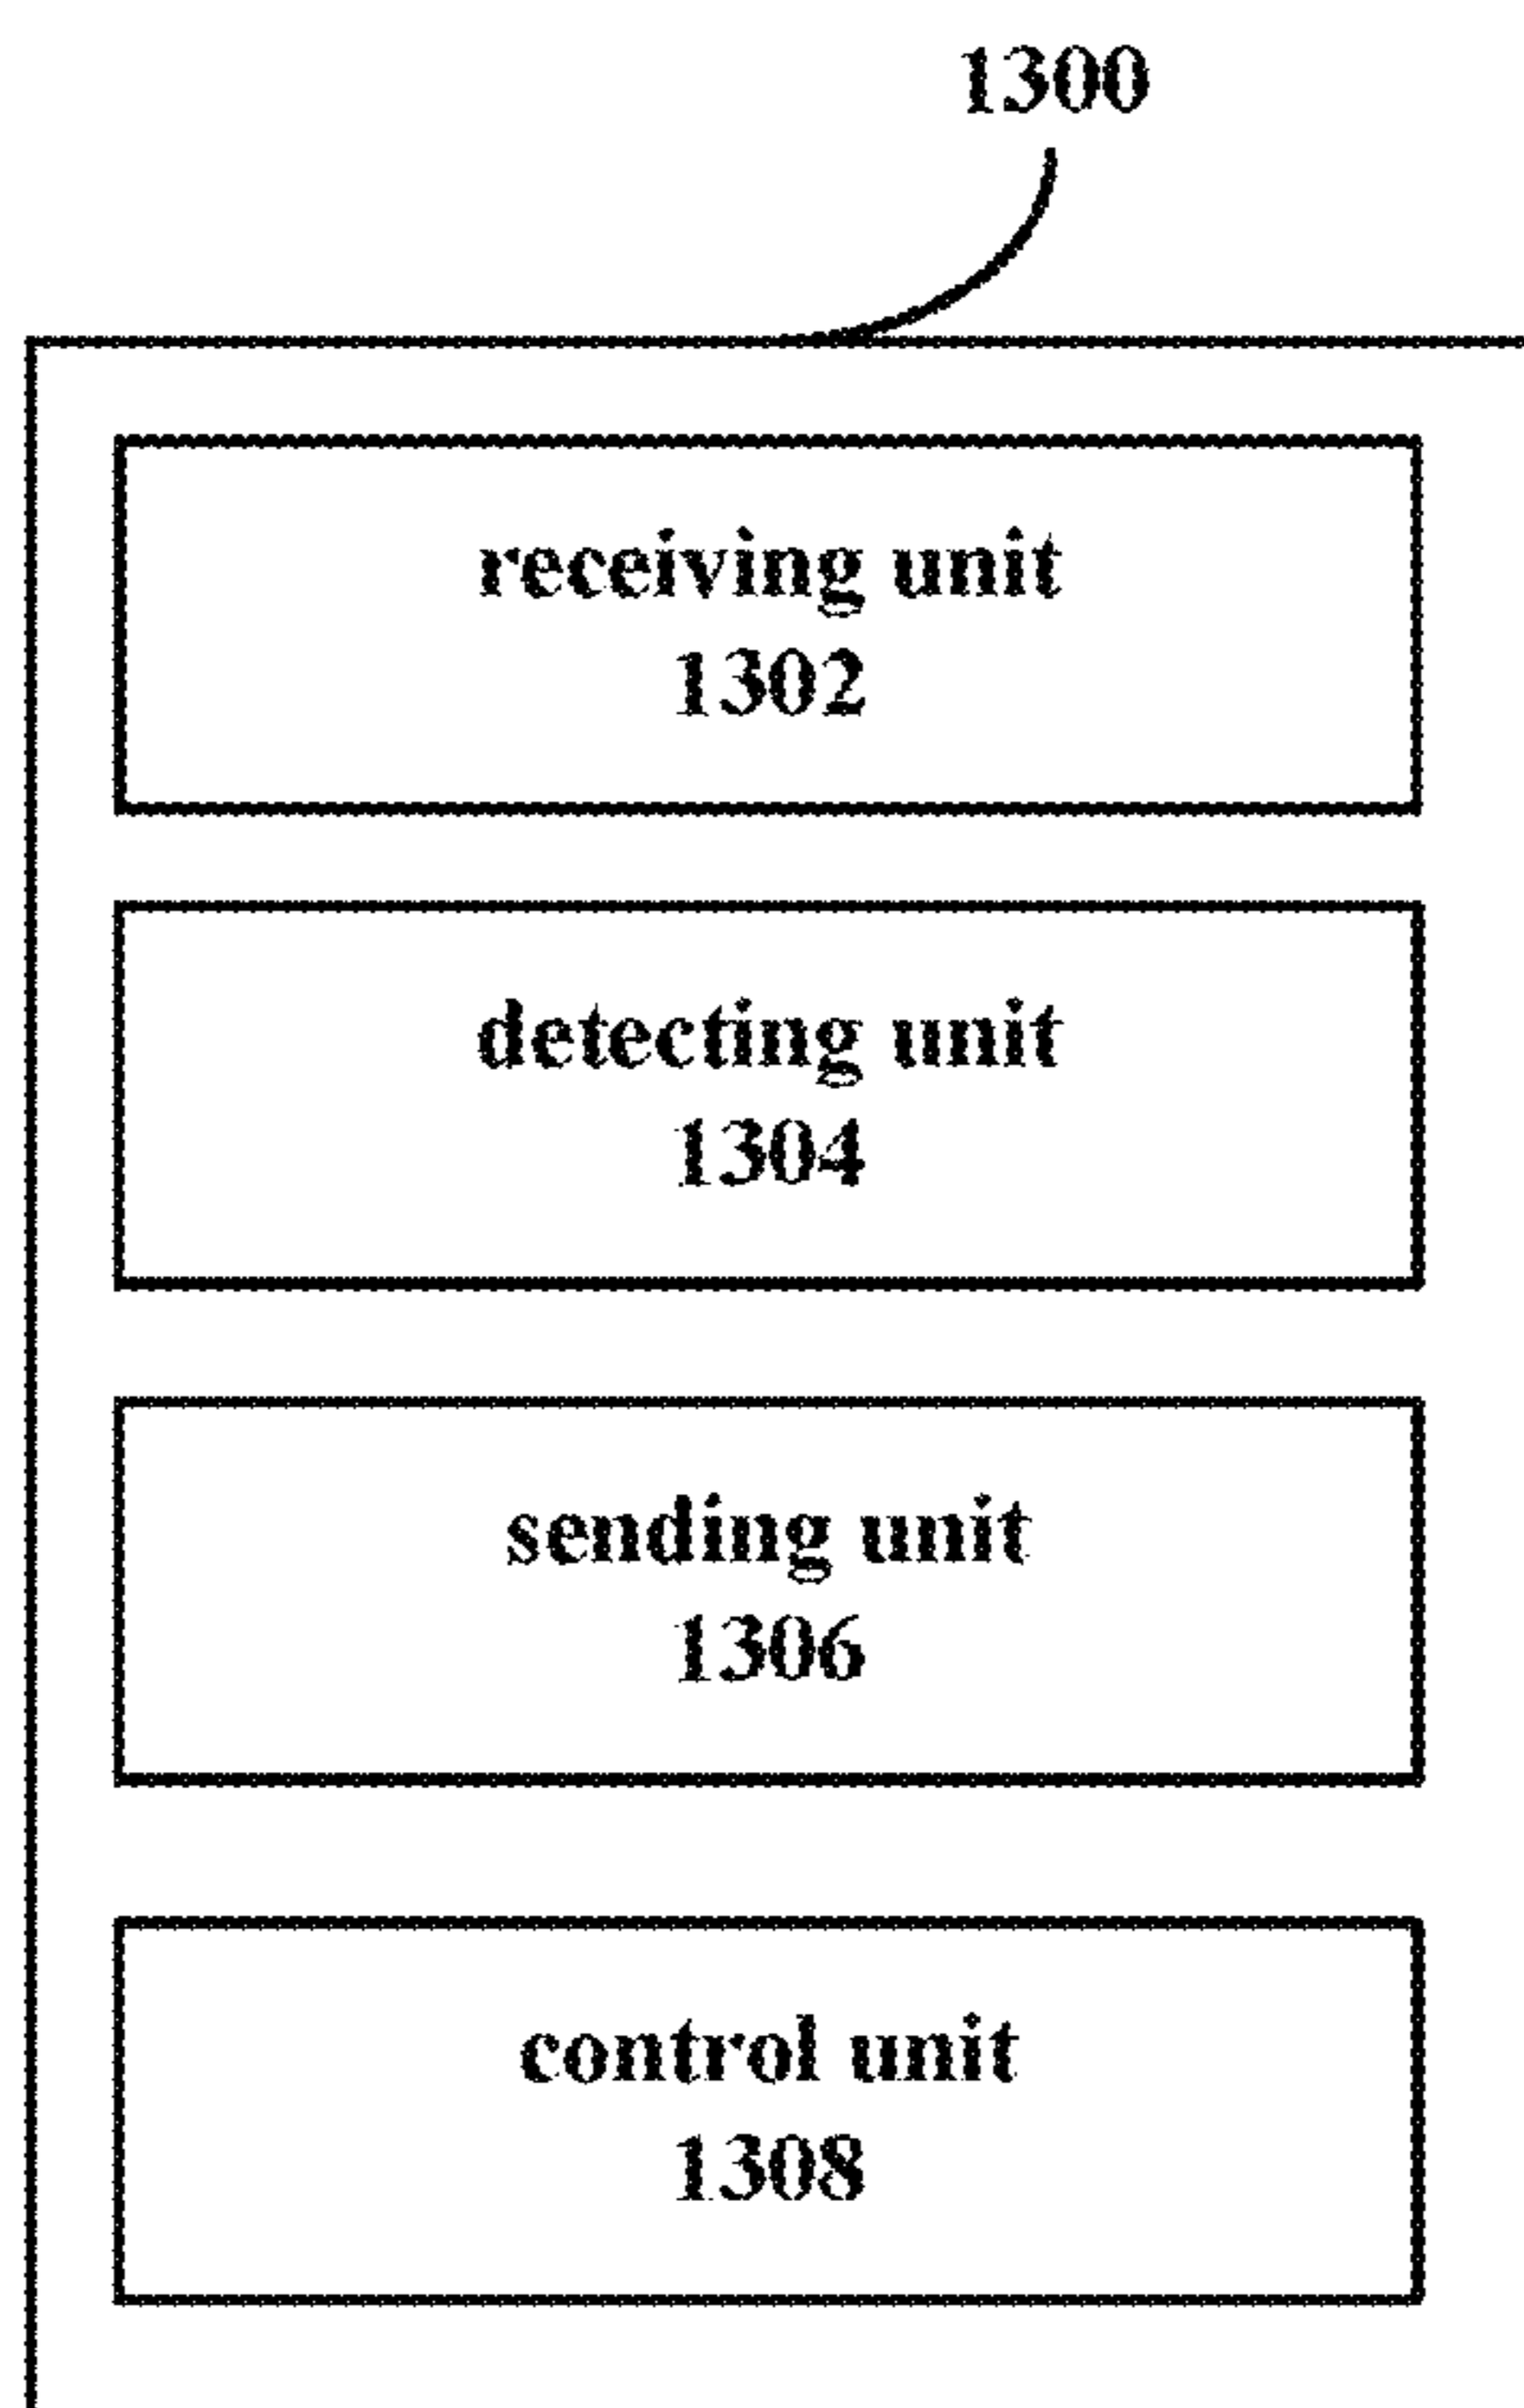 1300
receiving unit
1302
detecting unit
1304
sending unit
1306
control unit
1308